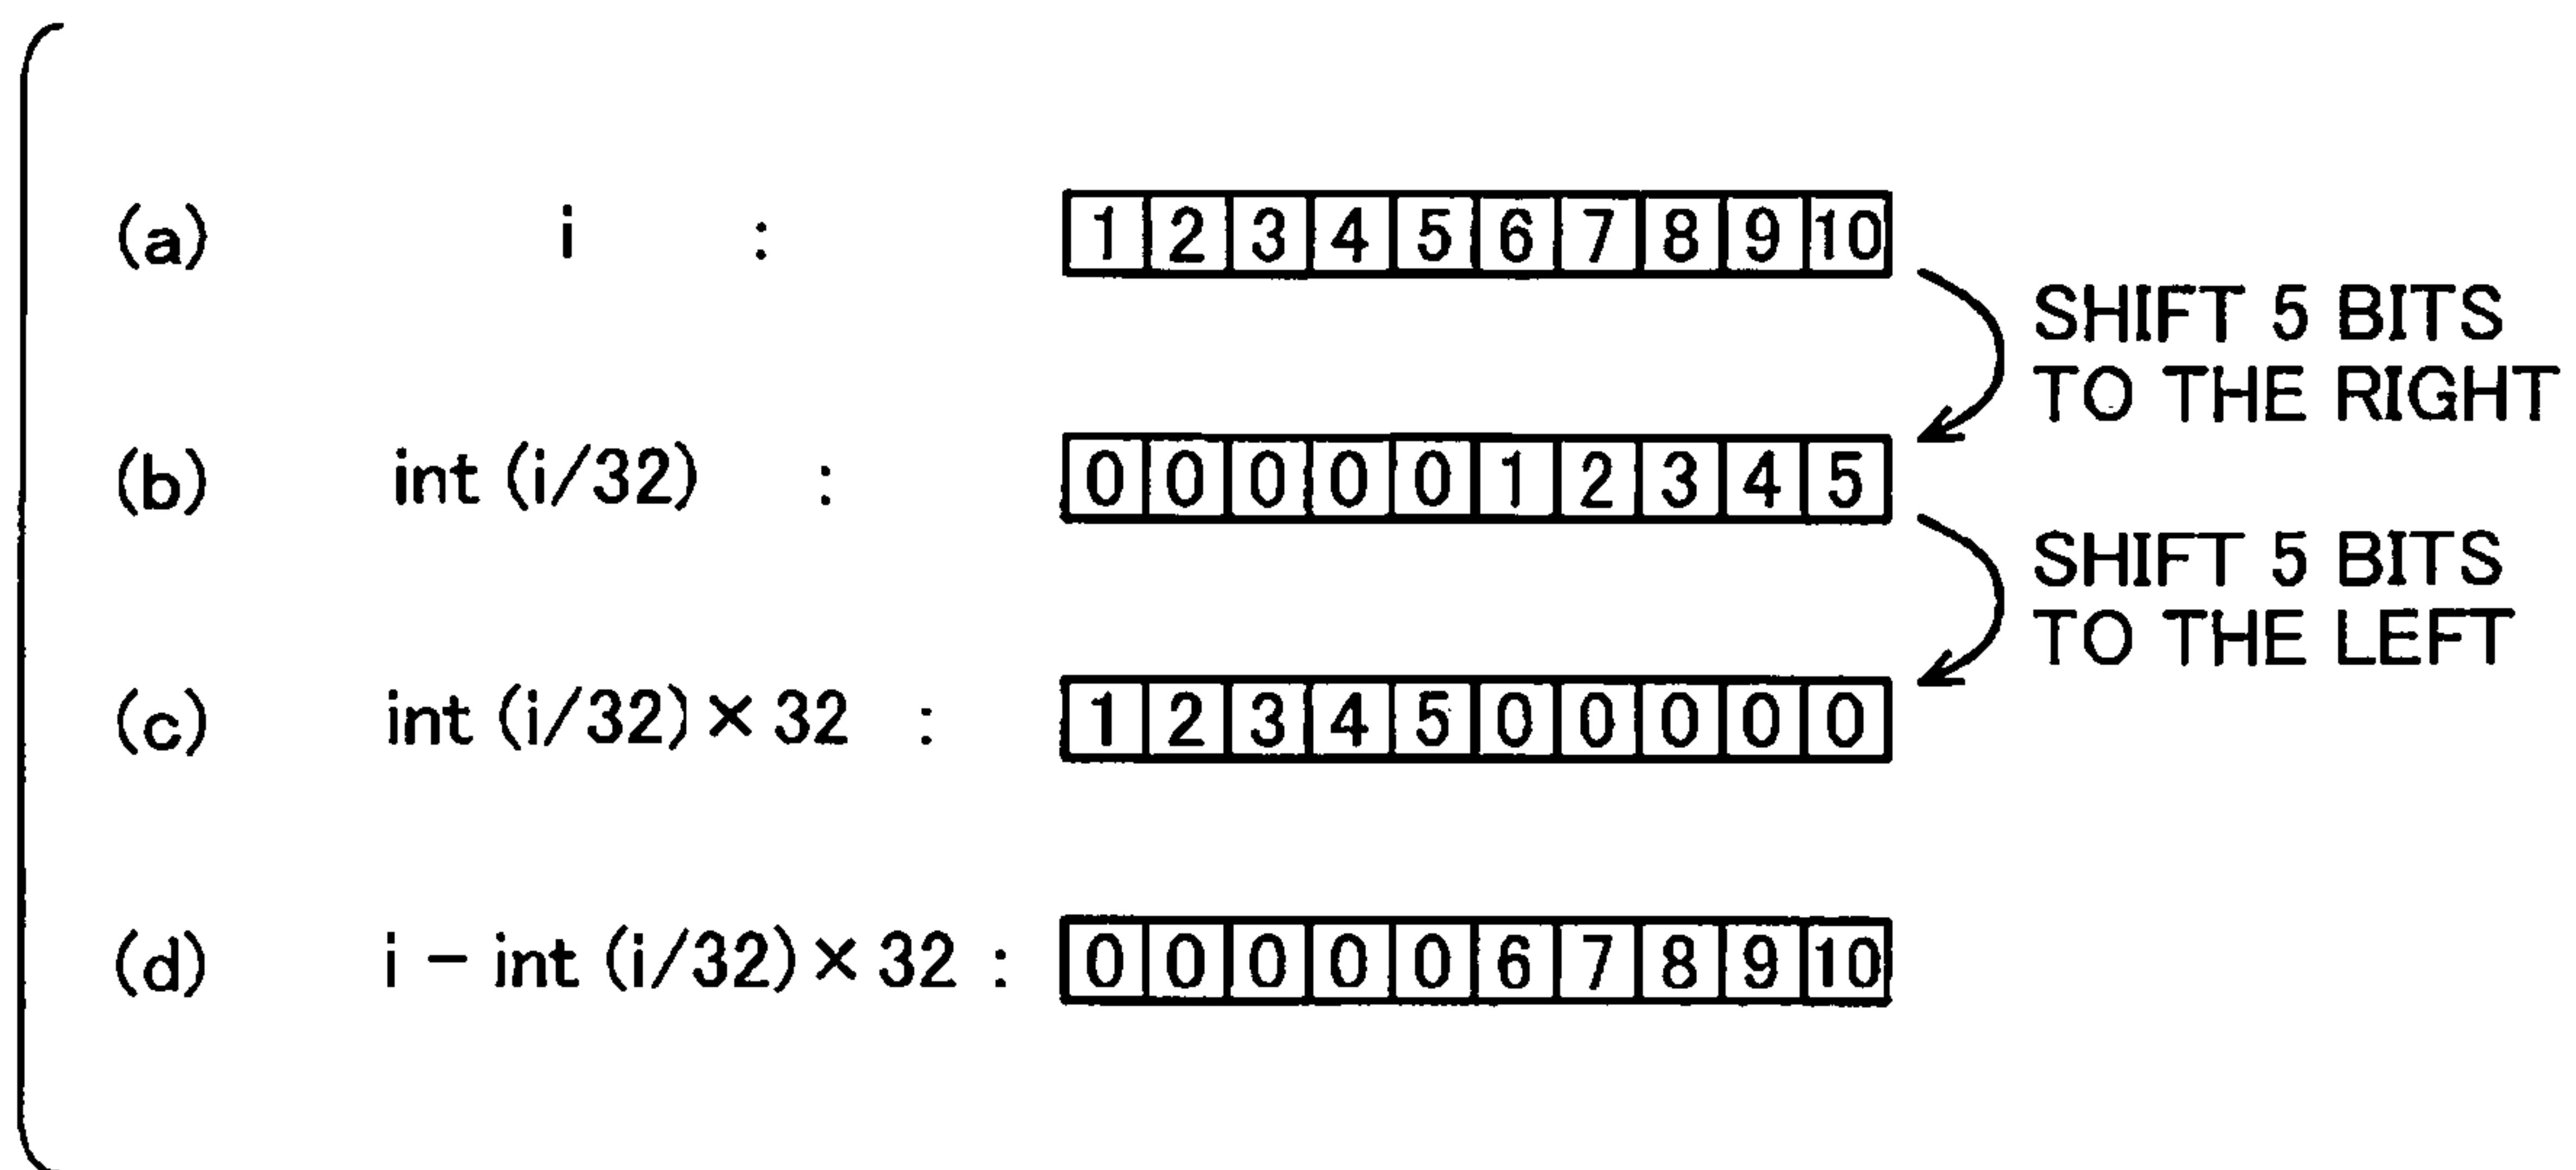 (a) i : 1 2 3 4 5 6 7 8 9 10
SHIFT 5 BITS
TO THE RIGHT
(b) int (i/32) : 0 0 0 0 0 1 2 3 4 5
SHIFT 5 BITS
TO THE LEFT
(c) int (i/32) × 32 : 1 2 3 4 5 0 0 0 0 0
(d) i − int (i/32) × 32 : 0 0 0 0 0 6 7 8 9 10